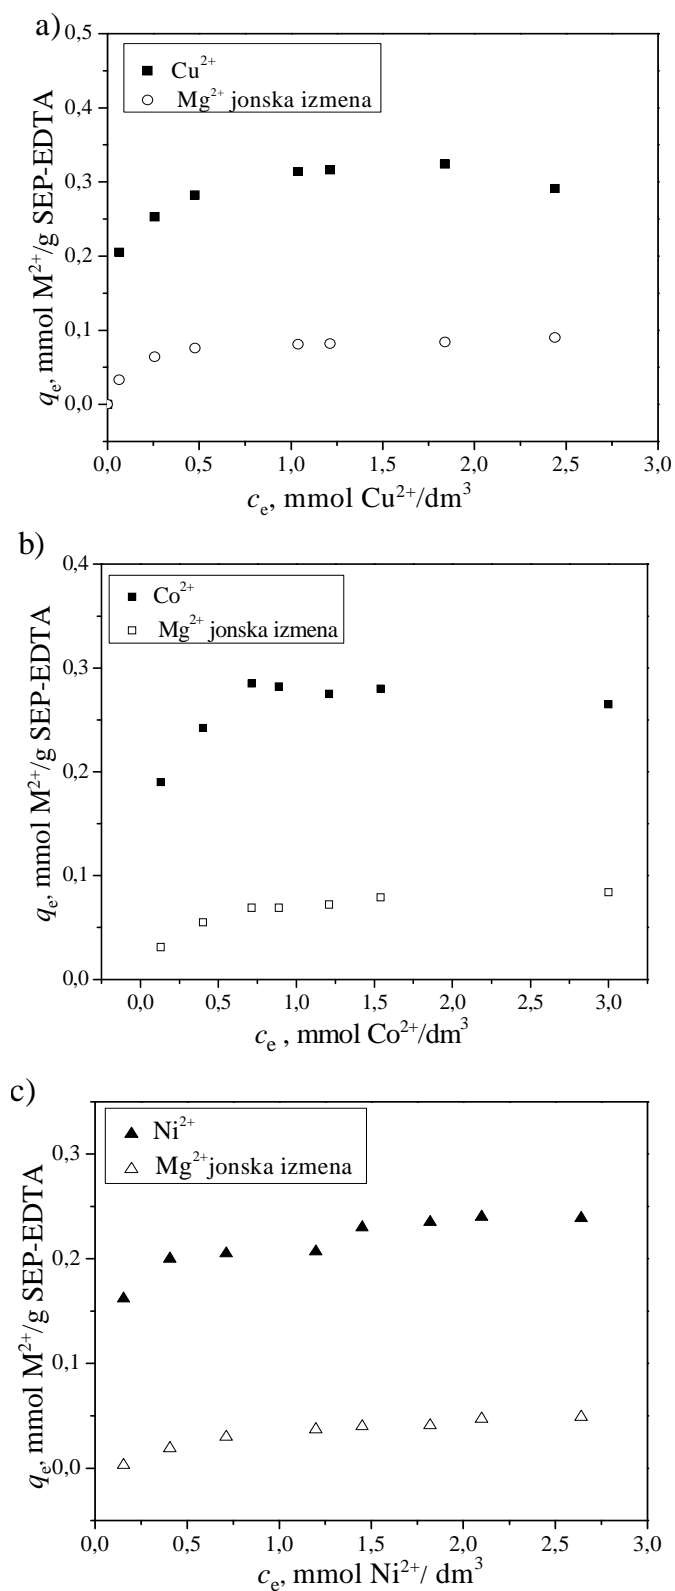 a)
0,5
0,4
0,3
0,2
0,1
0,0
Cu²⁺
Mg²⁺ jonska izmena
qₑ, mmol M²⁺/g SEP-EDTA
0,0 0,5 1,0 1,5 2,0 2,5 3,0
cₑ, mmol Cu²⁺/dm³
b)
0,4
0,3
0,2
0,1
0,0
Co²⁺
Mg²⁺ jonska izmena
qₑ, mmol M²⁺/g SEP-EDTA
0,0 0,5 1,0 1,5 2,0 2,5 3,0
cₑ , mmol Co²⁺/dm³
c)
0,3
0,2
0,1
0,0
Ni²⁺
Mg²⁺jonska izmena
qₑ, mmol M²⁺/g SEP-EDTA
0,0 0,5 1,0 1,5 2,0 2,5 3,0
cₑ, mmol Ni²⁺/ dm³